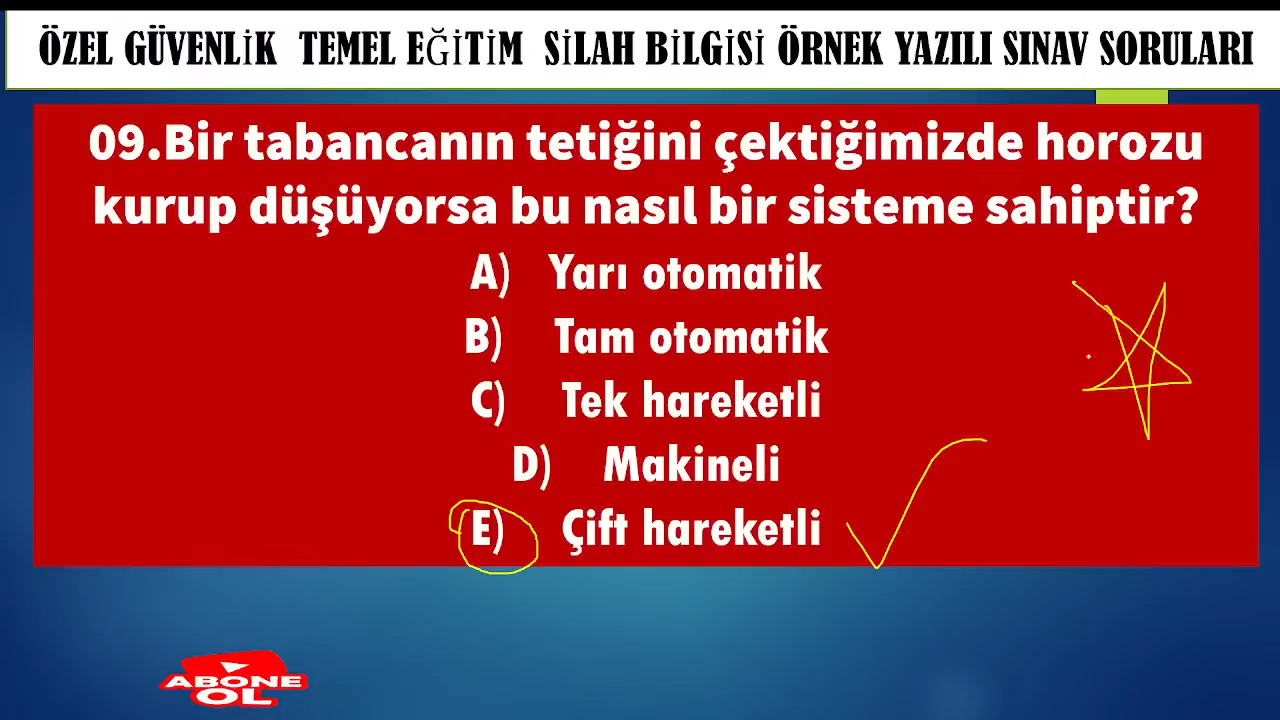 ÖZEL GÜVENLİK TEMEL EĞİTİM SİLAH BİLGİSİ ÖRNEK YAZILI SINAV SORULARI
09.Bir tabancanın tetiğini çektiğimizde horozu
kurup düşüyorsa bu nasıl bir sisteme sahiptir?
A) Yarı otomatik
B) Tam otomatik
C) Tek hareketli
D) Makineli
E) Çift hareketli
ABONE
OL